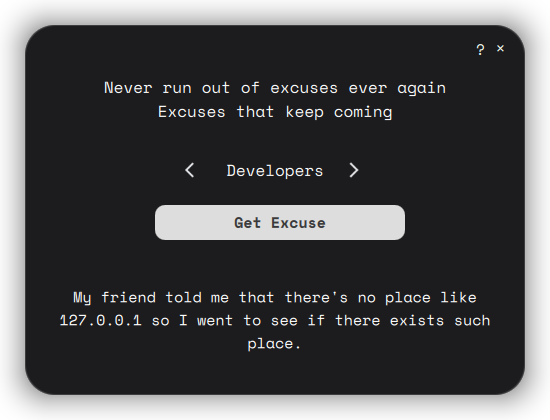 ? ×
Never run out of excuses ever again
Excuses that keep coming
< Developers >
Get Excuse
My friend told me that there's no place like
127.0.0.1 so I went to see if there exists such
place.